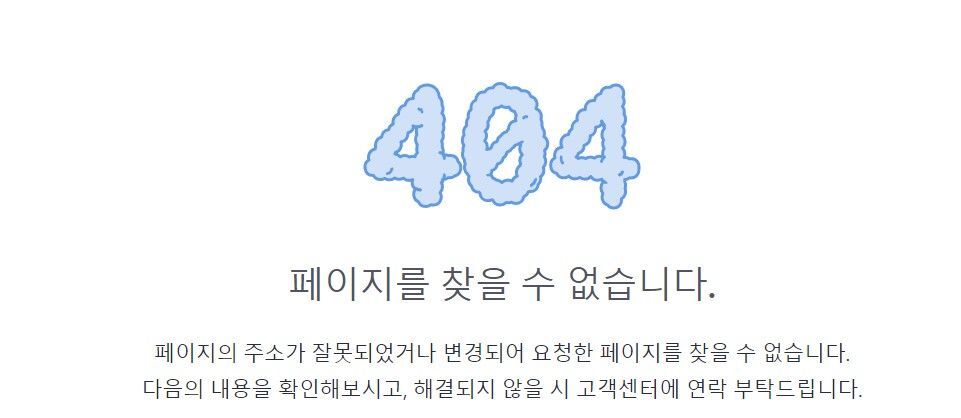 404
페이지를 찾을 수 없습니다.
페이지의 주소가 잘못되었거나 변경되어 요청한 페이지를 찾을 수 없습니다.
다음의 내용을 확인해보시고, 해결되지 않을 시 고객센터에 연락 부탁드립니다.